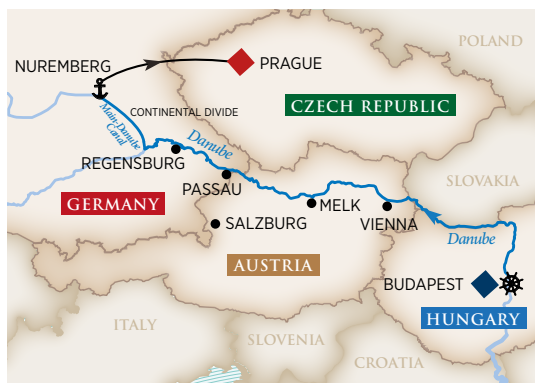 POLAND
NUREMBERG
PRAGUE
Main-Danube
Canal
CONTINENTAL DIVIDE
CZECH REPUBLIC
Danube
REGENSBURG
PASSAU
SLOVAKIA
GERMANY
MELK
SALZBURG
VIENNA
Danube
AUSTRIA
BUDAPEST
HUNGARY
ITALY
SLOVENIA
CROATIA